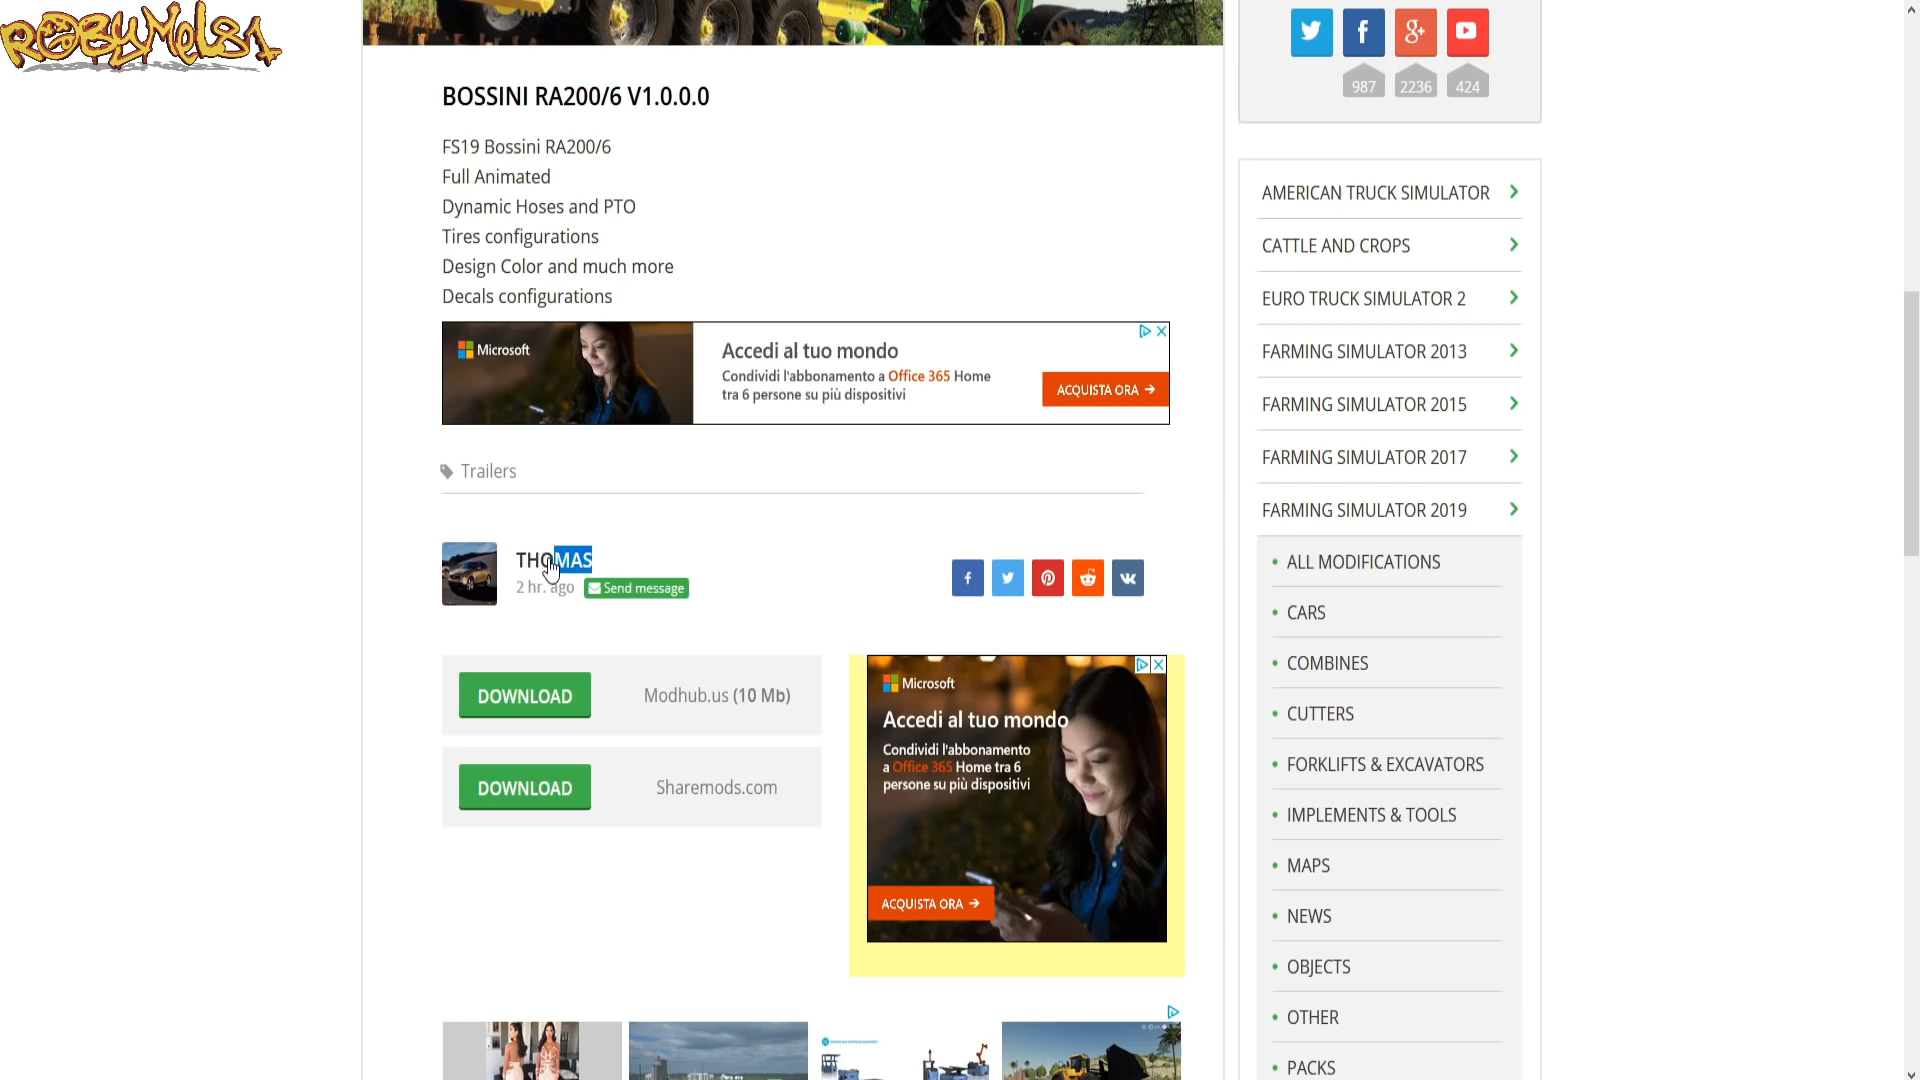 ROBYMEL81
BOSSINI RA200/6 V1.0.0.0
FS19 Bossini RA200/6
Full Animated
Dynamic Hoses and PTO
Tires configurations
Design Color and much more
Decals configurations
Microsoft
Accedi al tuo mondo
Condividi l'abbonamento a Office 365 Home
tra 6 persone su più dispositivi
ACQUISTA ORA →
Trailers
THOMAS
2 hr. ago
Send message
DOWNLOAD
Modhub.us (10 Mb)
DOWNLOAD
Sharemods.com
Microsoft
Accedi al tuo mondo
Condividi l'abbonamento
a Office 365 Home tra 6
persone su più dispositivi
ACQUISTA ORA →
987
2236
424
AMERICAN TRUCK SIMULATOR
CATTLE AND CROPS
EURO TRUCK SIMULATOR 2
FARMING SIMULATOR 2013
FARMING SIMULATOR 2015
FARMING SIMULATOR 2017
FARMING SIMULATOR 2019
• ALL MODIFICATIONS
• CARS
• COMBINES
• CUTTERS
• FORKLIFTS & EXCAVATORS
• IMPLEMENTS & TOOLS
• MAPS
• NEWS
• OBJECTS
• OTHER
• PACKS